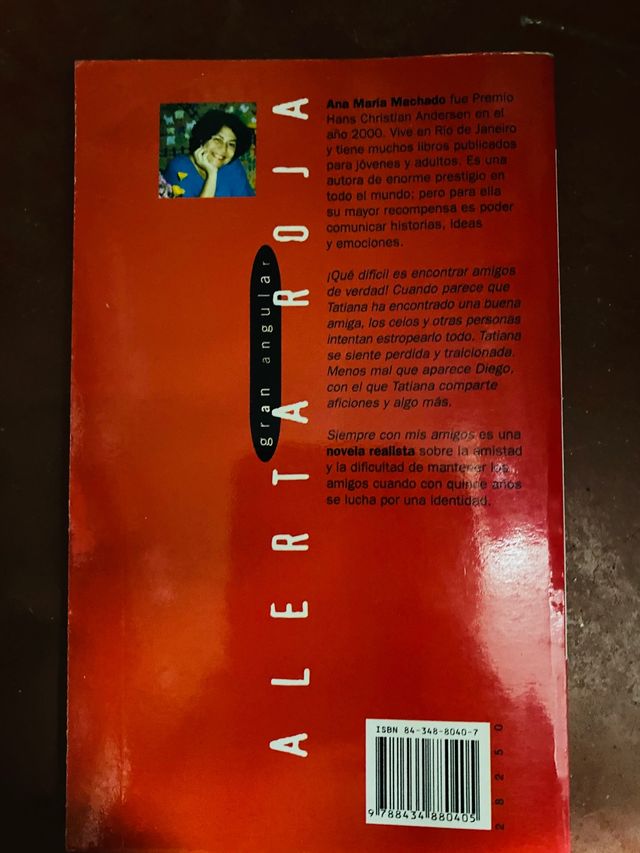 Ana María Machado fue Premio
Hans Christian Andersen en el
año 2000. Vive en Río de Janeiro
y tiene muchos libros publicados
para jóvenes y adultos. Es una
autora de enorme prestigio en
todo el mundo; pero para ella
su mayor recompensa es poder
comunicar historias, ideas
y emociones.
¡Qué difícil es encontrar amigos
de verdad! Cuando parece que
Tatiana ha encontrado una buena
amiga, los celos y otras personas
intentan estropearlo todo. Tatiana
se siente perdida y traicionada.
Menos mal que aparece Diego,
con el que Tatiana comparte
aficiones y algo más.
Siempre con mis amigos es una
novela realista sobre la amistad
y la dificultad de mantener los
amigos cuando con quince años
se lucha por una identidad.
ALERTA ROJA
gran angular
ISBN 84-348-8040-7
9 788434 880405
28250